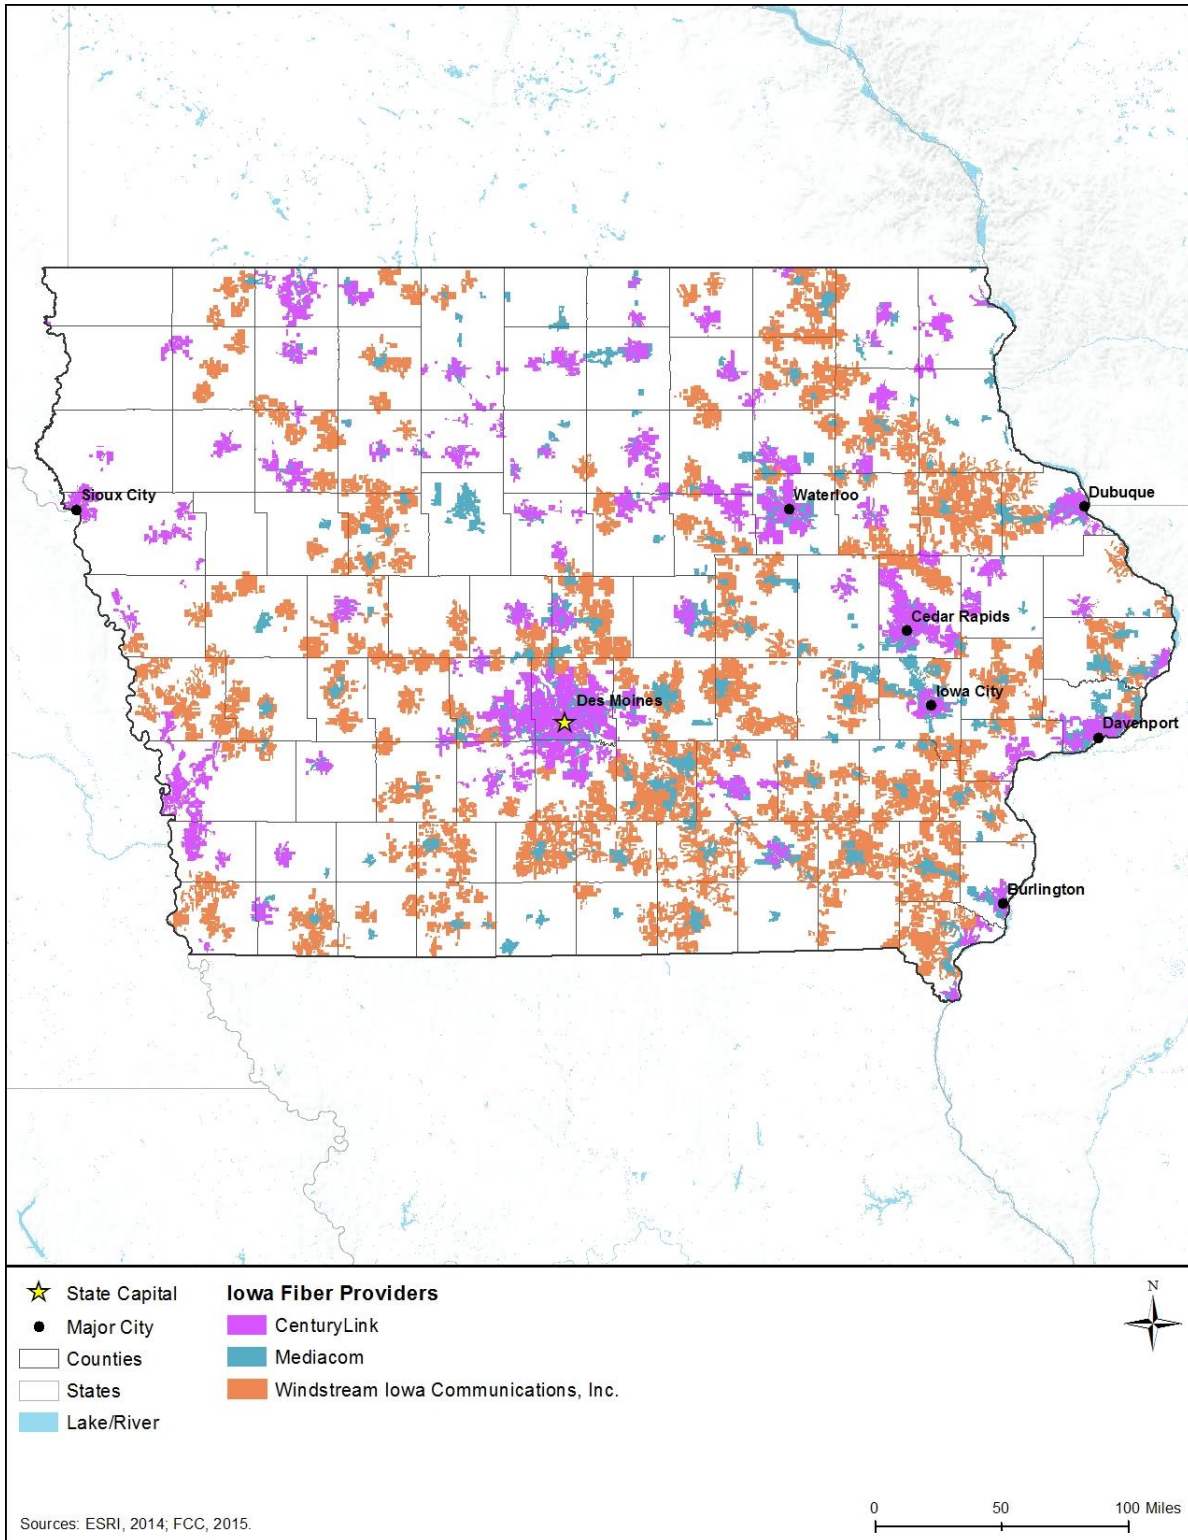 Sioux City
Waterloo
Dubuque
Cedar Rapids
Iowa City
Des Moines
Davenport
Burlington
State Capital
Major City
Counties
States
Lake/River
Iowa Fiber Providers
CenturyLink
Mediacom
Windstream Iowa Communications, Inc.
N
0 50 100 Miles
Sources: ESRI, 2014; FCC, 2015.